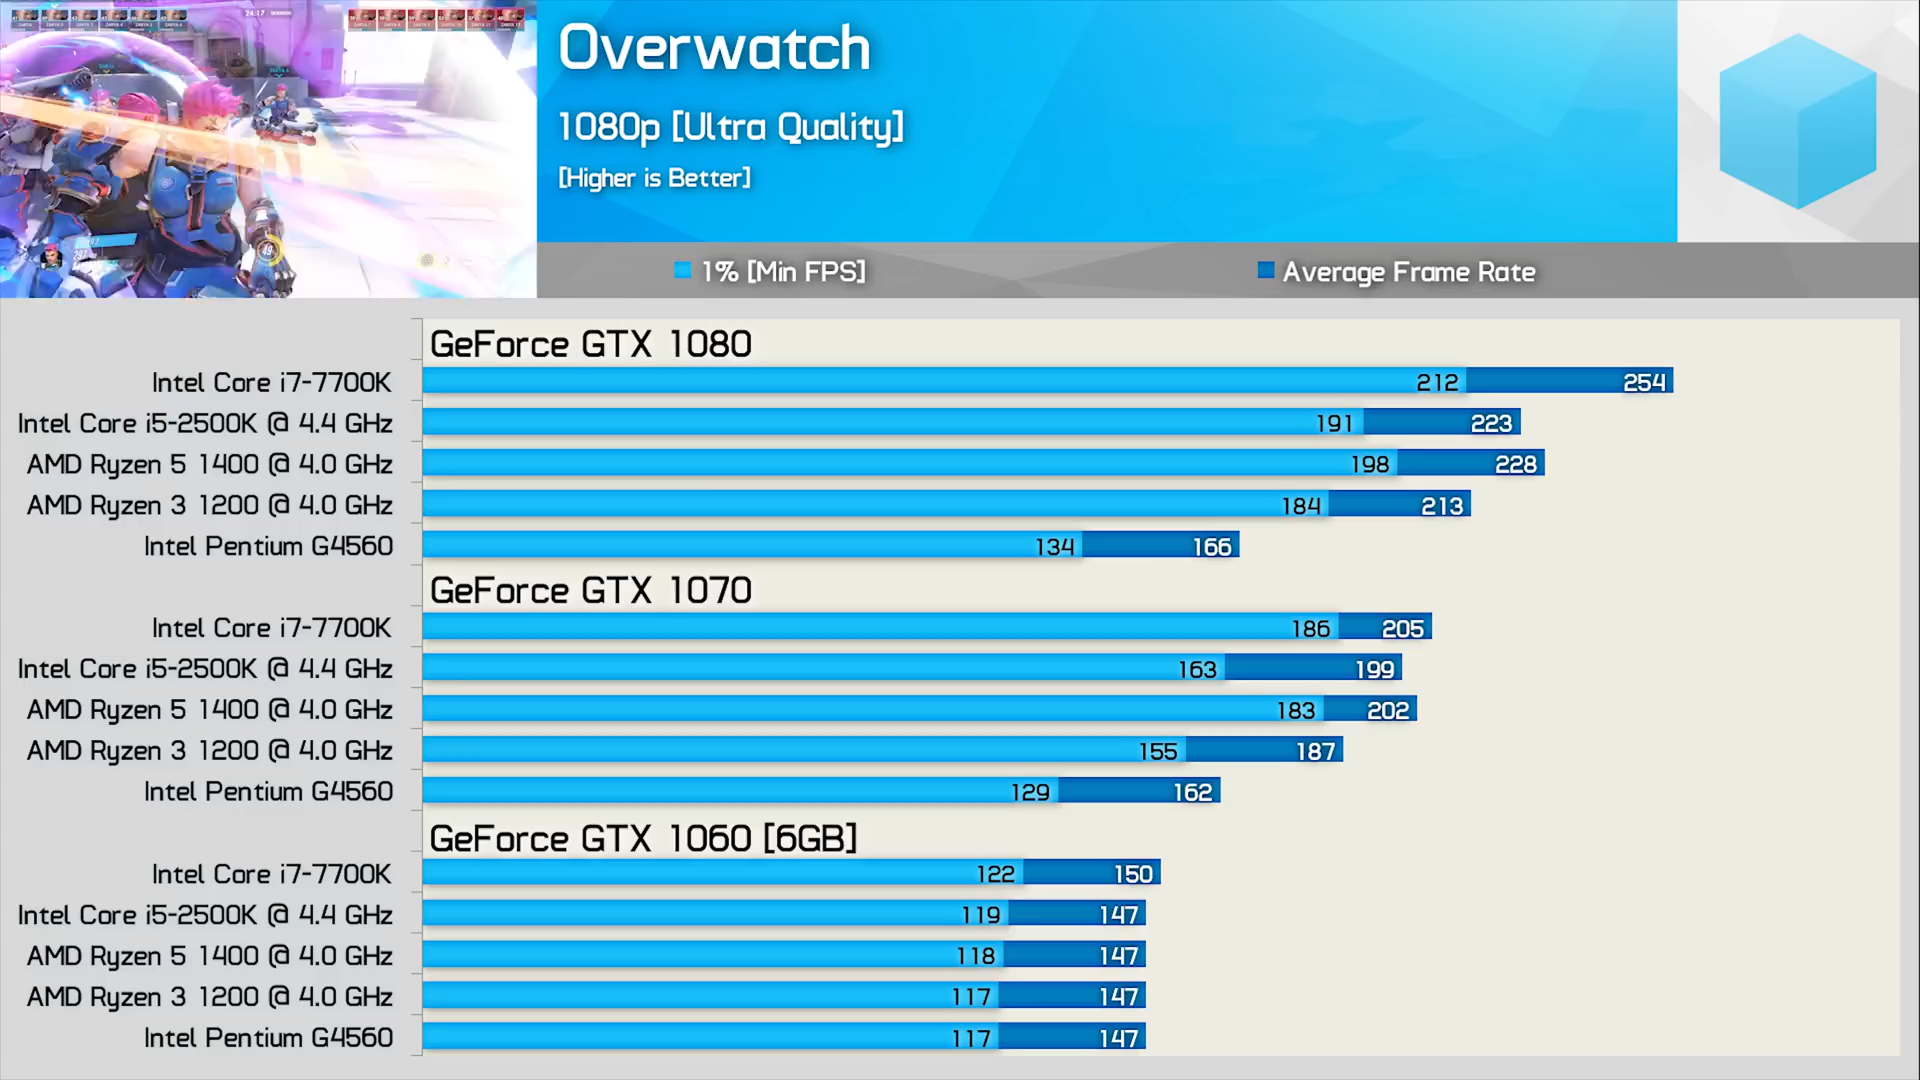 24:17
Overwatch
1080p [Ultra Quality]
[Higher is Better]
1% [Min FPS]
Average Frame Rate
GeForce GTX 1080
Intel Core i7-7700K 212 254
Intel Core i5-2500K @ 4.4 GHz 191 223
AMD Ryzen 5 1400 @ 4.0 GHz 198 228
AMD Ryzen 3 1200 @ 4.0 GHz 184 213
Intel Pentium G4560 134 166
GeForce GTX 1070
Intel Core i7-7700K 186 205
Intel Core i5-2500K @ 4.4 GHz 163 199
AMD Ryzen 5 1400 @ 4.0 GHz 183 202
AMD Ryzen 3 1200 @ 4.0 GHz 155 187
Intel Pentium G4560 129 162
GeForce GTX 1060 [6GB]
Intel Core i7-7700K 122 150
Intel Core i5-2500K @ 4.4 GHz 119 147
AMD Ryzen 5 1400 @ 4.0 GHz 118 147
AMD Ryzen 3 1200 @ 4.0 GHz 117 147
Intel Pentium G4560 117 147